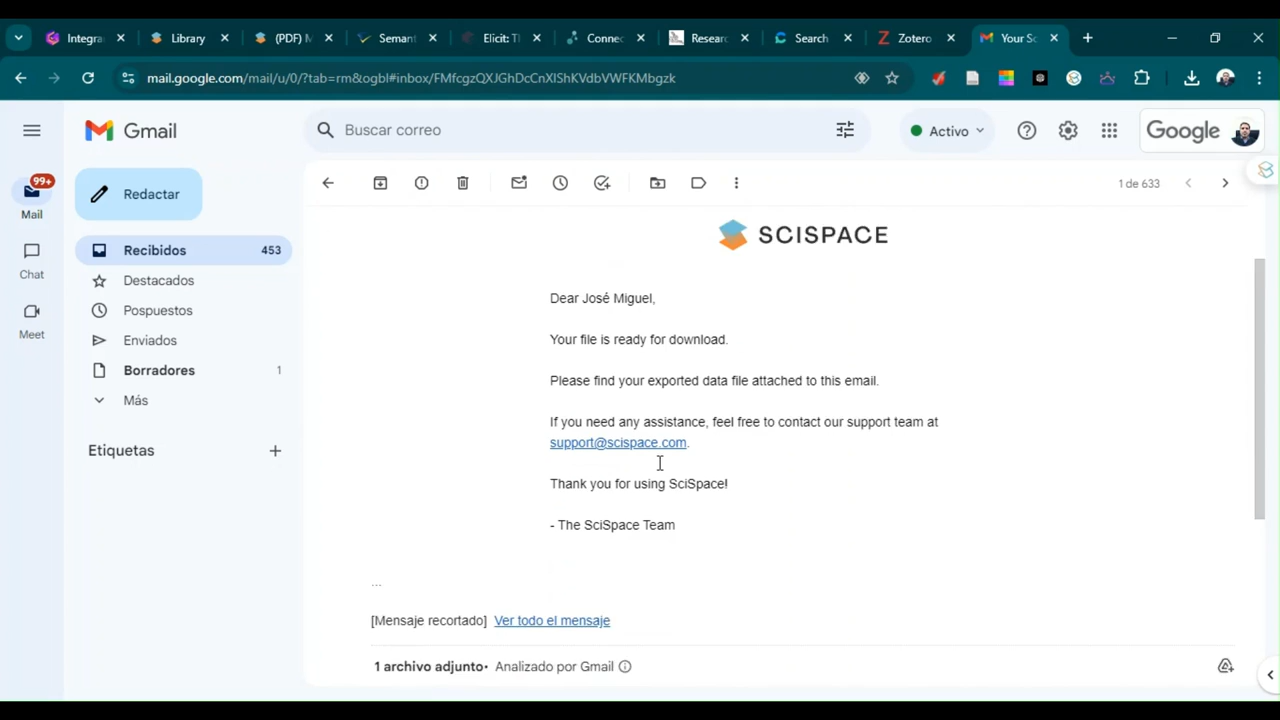 Integra
Library
(PDF) M
Semant
Elicit: Th
Connec
Researc
Search
Zotero
Your Sc
mail.google.com/mail/u/0/?tab=rm&ogbl#inbox/FMfcgzQXJGhDcCnXlShKVdbVWFKMbgzk
Gmail
Buscar correo
Activo
Google
99+
Mail
Chat
Meet
Redactar
Recibidos 453
Destacados
Pospuestos
Enviados
Borradores 1
Más
Etiquetas
1 de 633
SCISPACE
Dear José Miguel,
Your file is ready for download.
Please find your exported data file attached to this email.
If you need any assistance, feel free to contact our support team at
support@scispace.com.
Thank you for using SciSpace!
- The SciSpace Team
...
[Mensaje recortado] Ver todo el mensaje
1 archivo adjunto• Analizado por Gmail